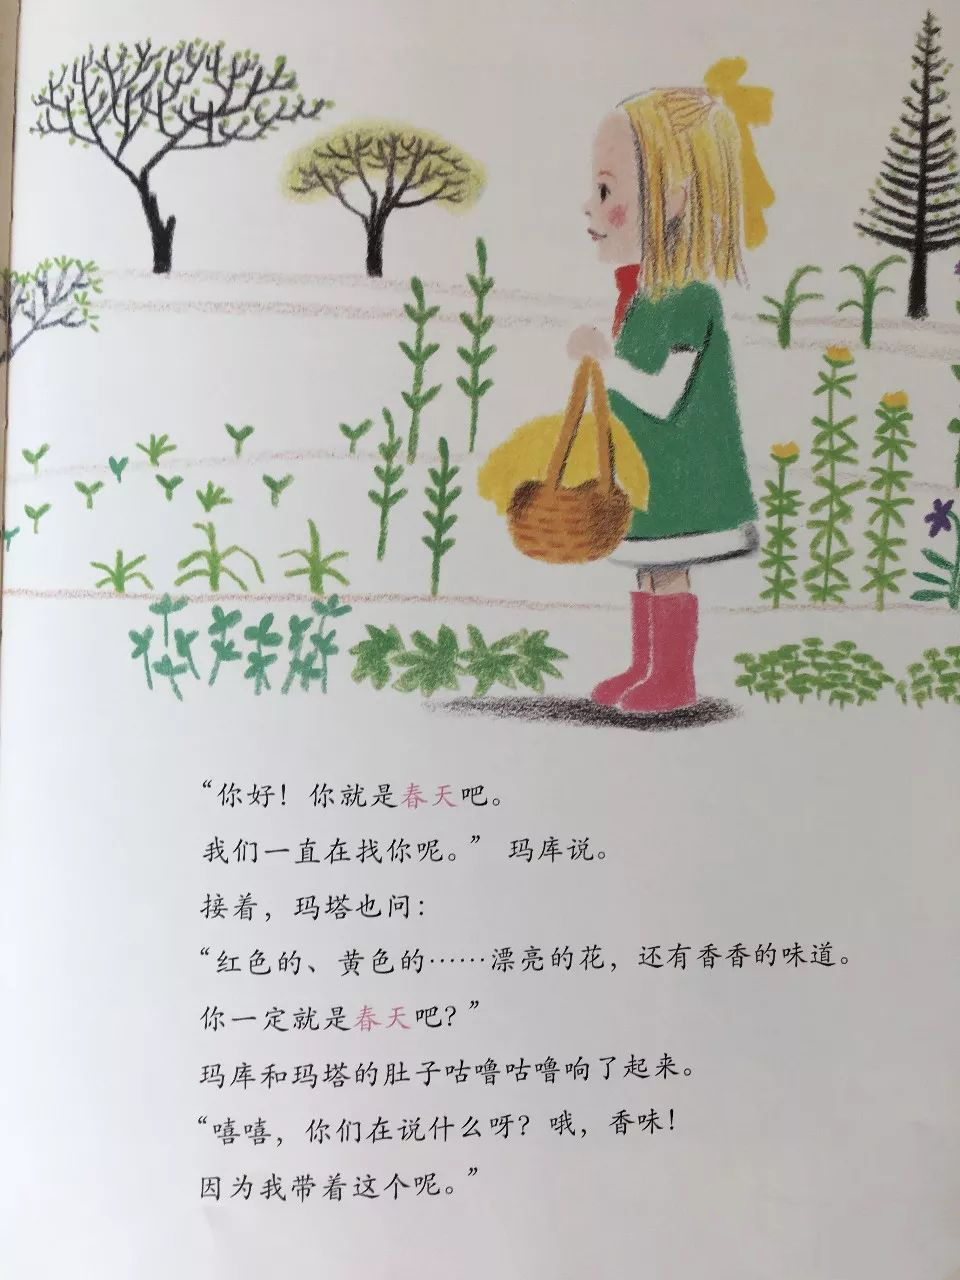 “你好！你就是春天吧。
我们一直在找你呢。”玛库说。
接着，玛塔也问：
“红色的、黄色的……漂亮的花，还有香香的味道。
你一定就是春天吧？”
玛库和玛塔的肚子咕噜咕噜响了起来。
“嘻嘻，你们在说什么呀？哦，香味！
因为我带着这个呢。”